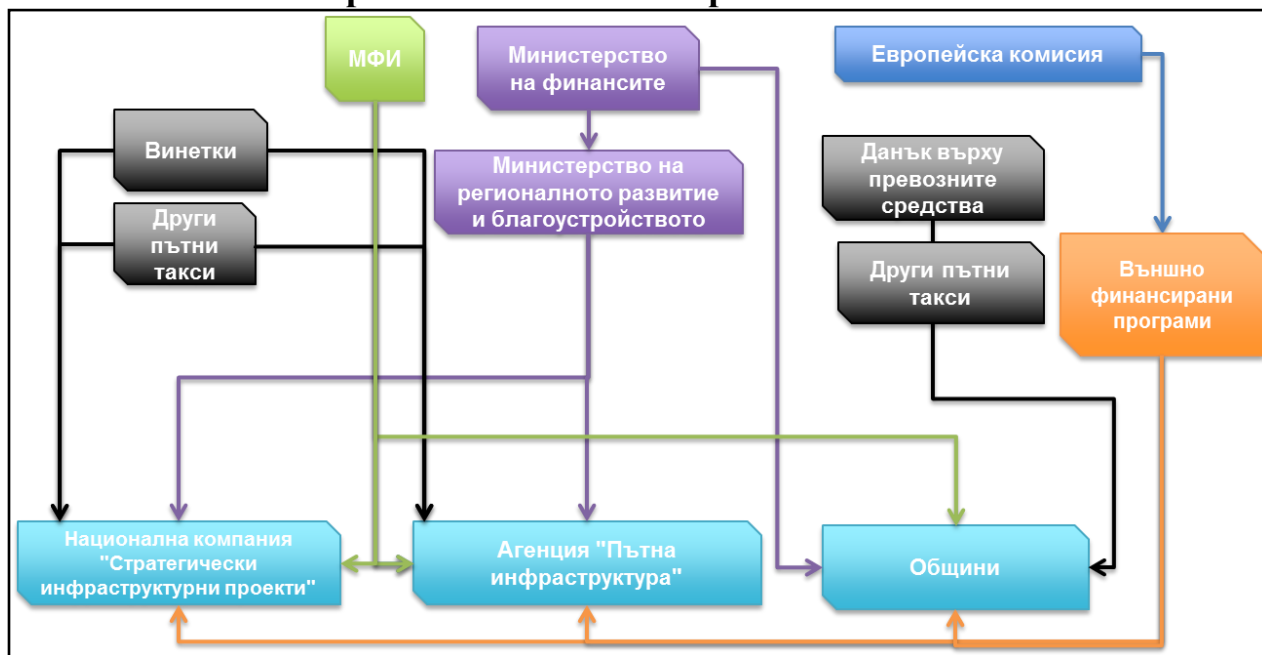 МФИ
Министерство
на финансите
Европейска комисия
Винетки
Министерство на
регионалното развитие
и благоустройството
Данък върху
превозните
средства
Други
пътни
такси
Други пътни
такси
Външно
финансирани
програми
Национална компания
"Стратегически
инфраструктурни проекти"
Агенция "Пътна
инфраструктура"
Общини